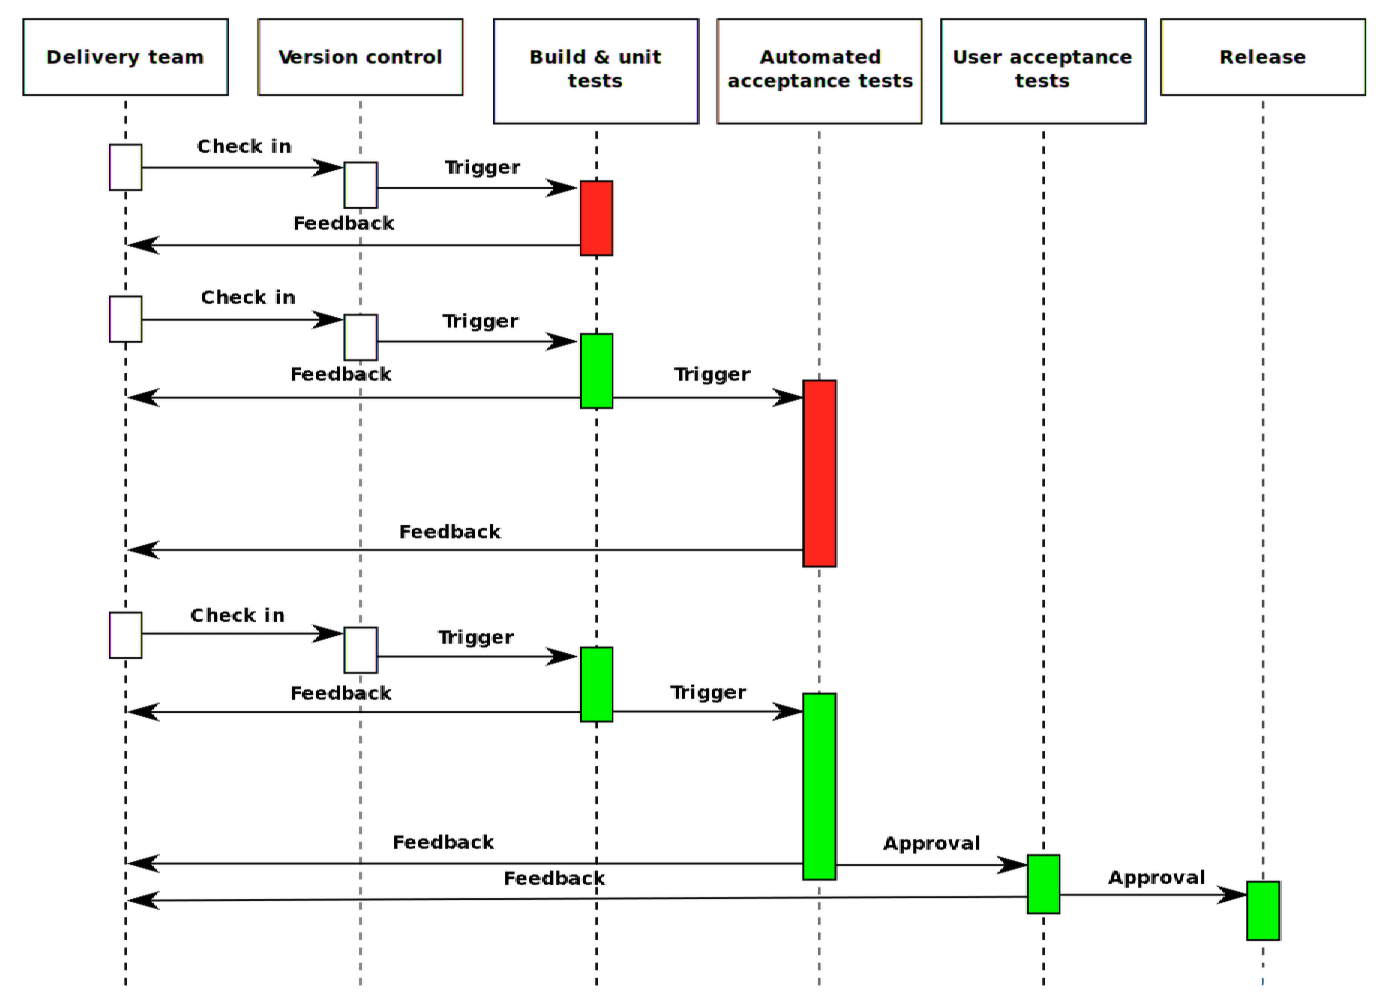 Delivery team
Version control
Build & unit
tests
Automated
acceptance tests
User acceptance
tests
Release
Check in
Trigger
Feedback
Check in
Trigger
Feedback
Trigger
Feedback
Check in
Trigger
Feedback
Trigger
Feedback
Approval
Feedback
Approval